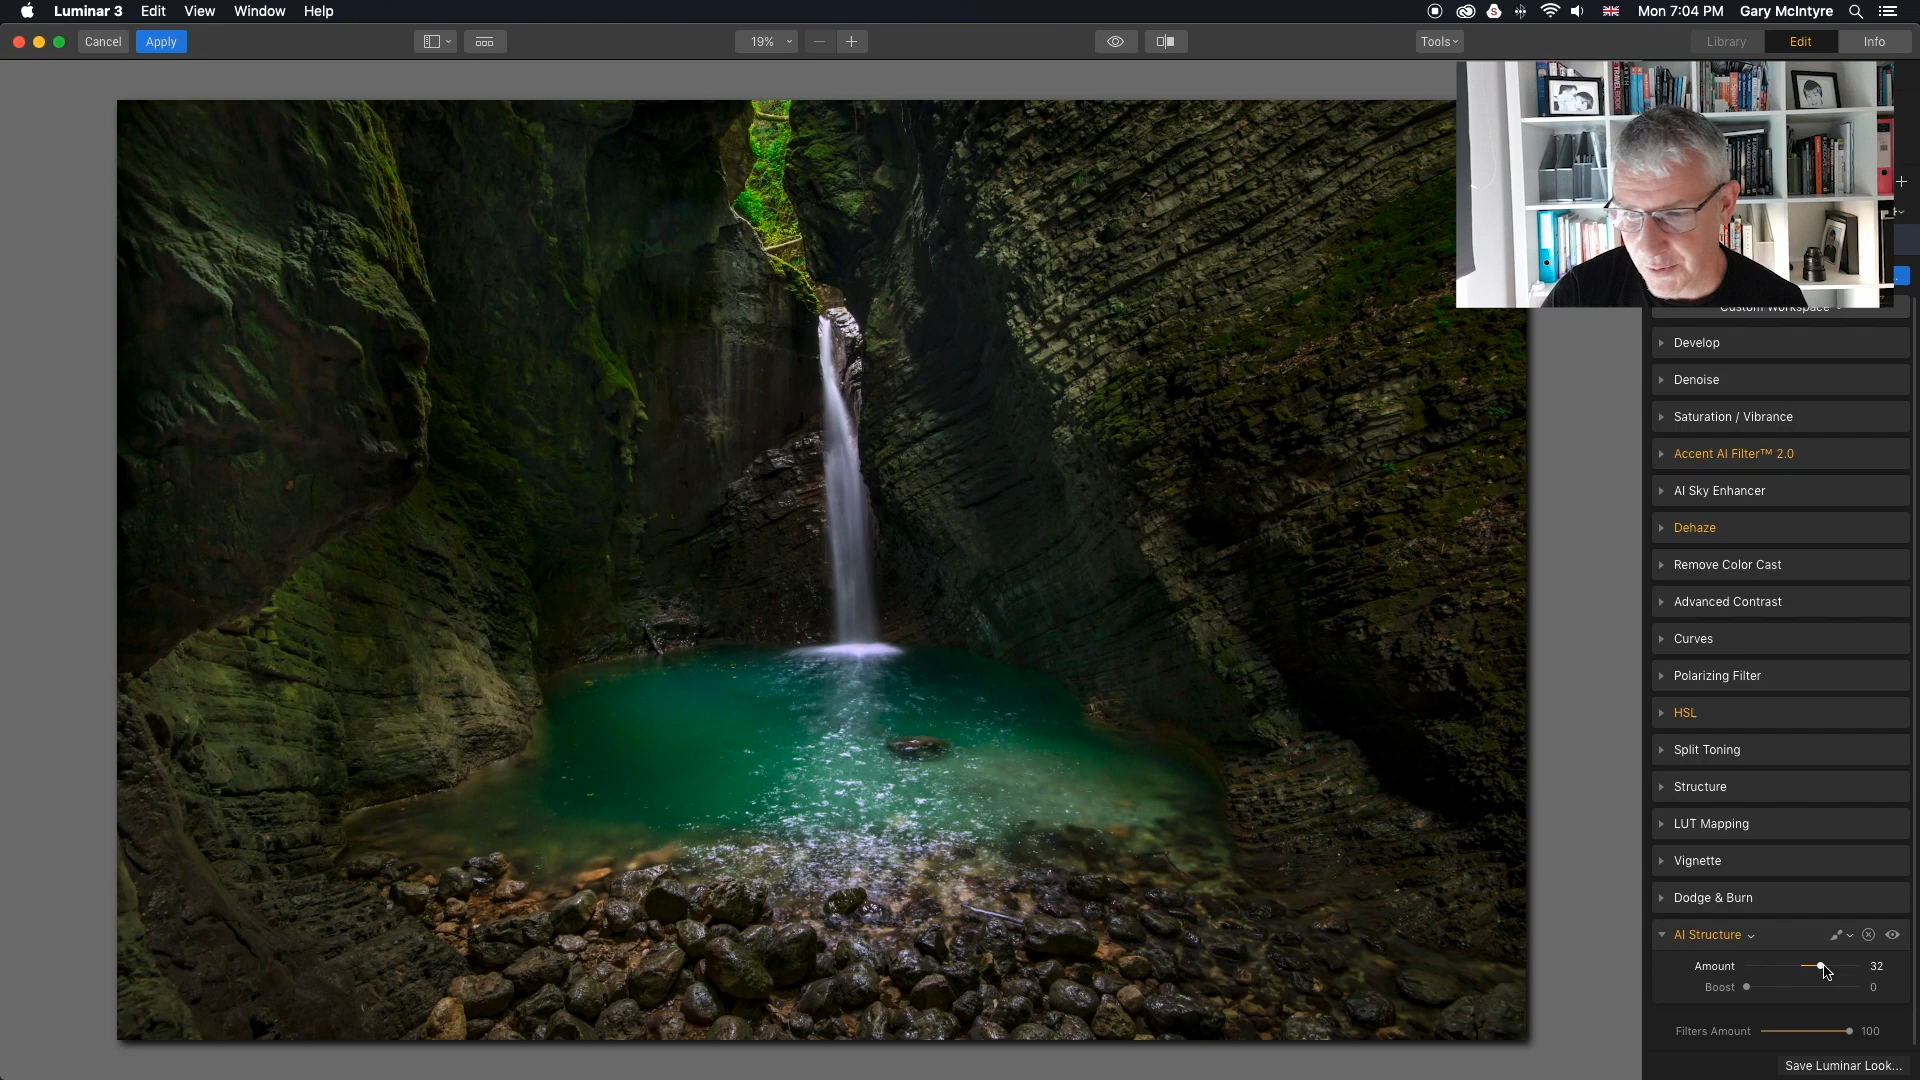 Luminar 3 Edit View Window Help
Mon 7:04 PM Gary McIntyre
Cancel Apply 19% Tools Library Edit Info
Custom Workspace
Develop
Denoise
Saturation / Vibrance
Accent AI Filter™ 2.0
AI Sky Enhancer
Dehaze
Remove Color Cast
Advanced Contrast
Curves
Polarizing Filter
HSL
Split Toning
Structure
LUT Mapping
Vignette
Dodge & Burn
AI Structure
Amount 32
Boost 0
Filters Amount 100
Save Luminar Look...